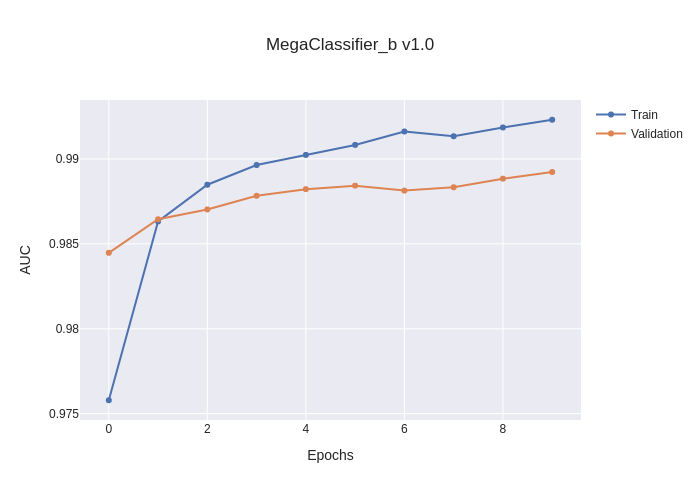 MegaClassifier_b v1.0
Train
Validation
0.99
0.985
0.98
0.975
AUC
0 2 4 6 8
Epochs